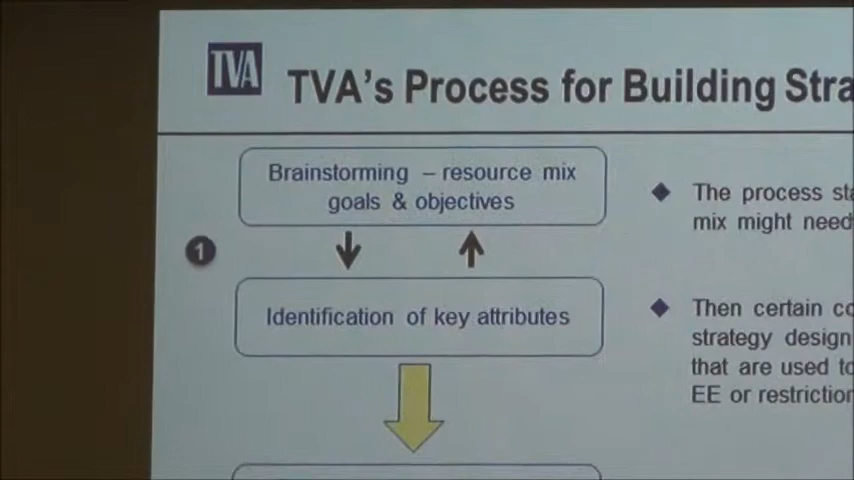 TVA
TVA's Process for Building Stra
Brainstorming – resource mix
goals & objectives
1
Identification of key attributes
The process sta
mix might need
Then certain co
strategy design
that are used to
EE or restriction